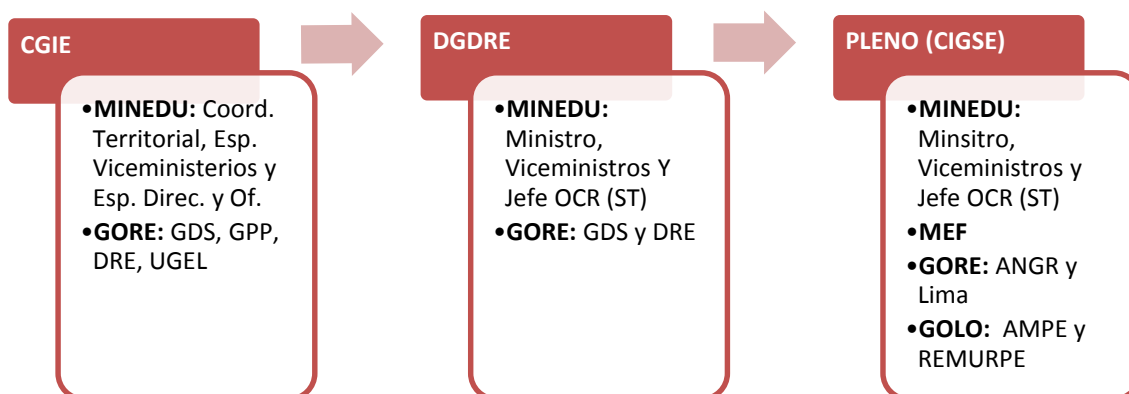 CGIE
•MINEDU: Coord.
Territorial, Esp.
Viceministerios y
Esp. Direc. y Of.
•GORE: GDS, GPP,
DRE, UGEL
DGDRE
•MINEDU:
Ministro,
Viceministros Y
Jefe OCR (ST)
•GORE: GDS y DRE
PLENO (CIGSE)
•MINEDU:
Minsitro,
Viceministros y
Jefe OCR (ST)
•MEF
•GORE: ANGR y
Lima
•GOLO: AMPE y
REMURPE